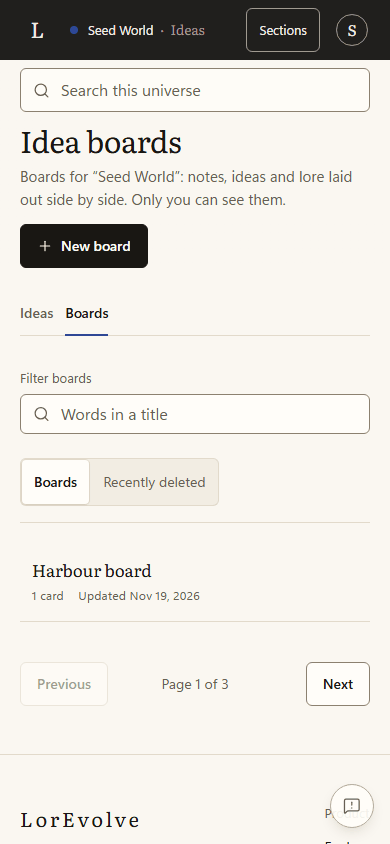 L
Seed World · Ideas
Sections
S
Search this universe
Idea boards
Boards for “Seed World”: notes, ideas and lore laid
out side by side. Only you can see them.
New board
Ideas
Boards
Filter boards
Words in a title
Boards
Recently deleted
Harbour board
1 card
Updated Nov 19, 2026
Previous
Page 1 of 3
Next
LorEvolve